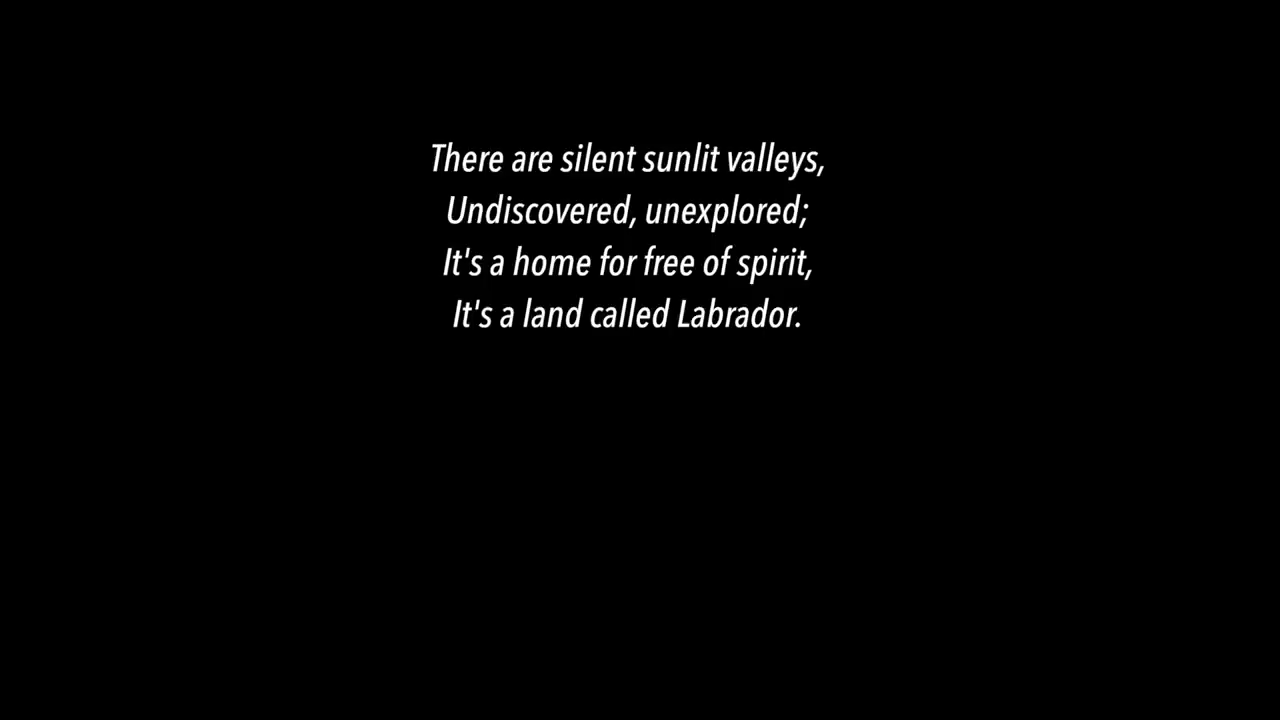 There are silent sunlit valleys,
Undiscovered, unexplored;
It's a home for free of spirit,
It's a land called Labrador.